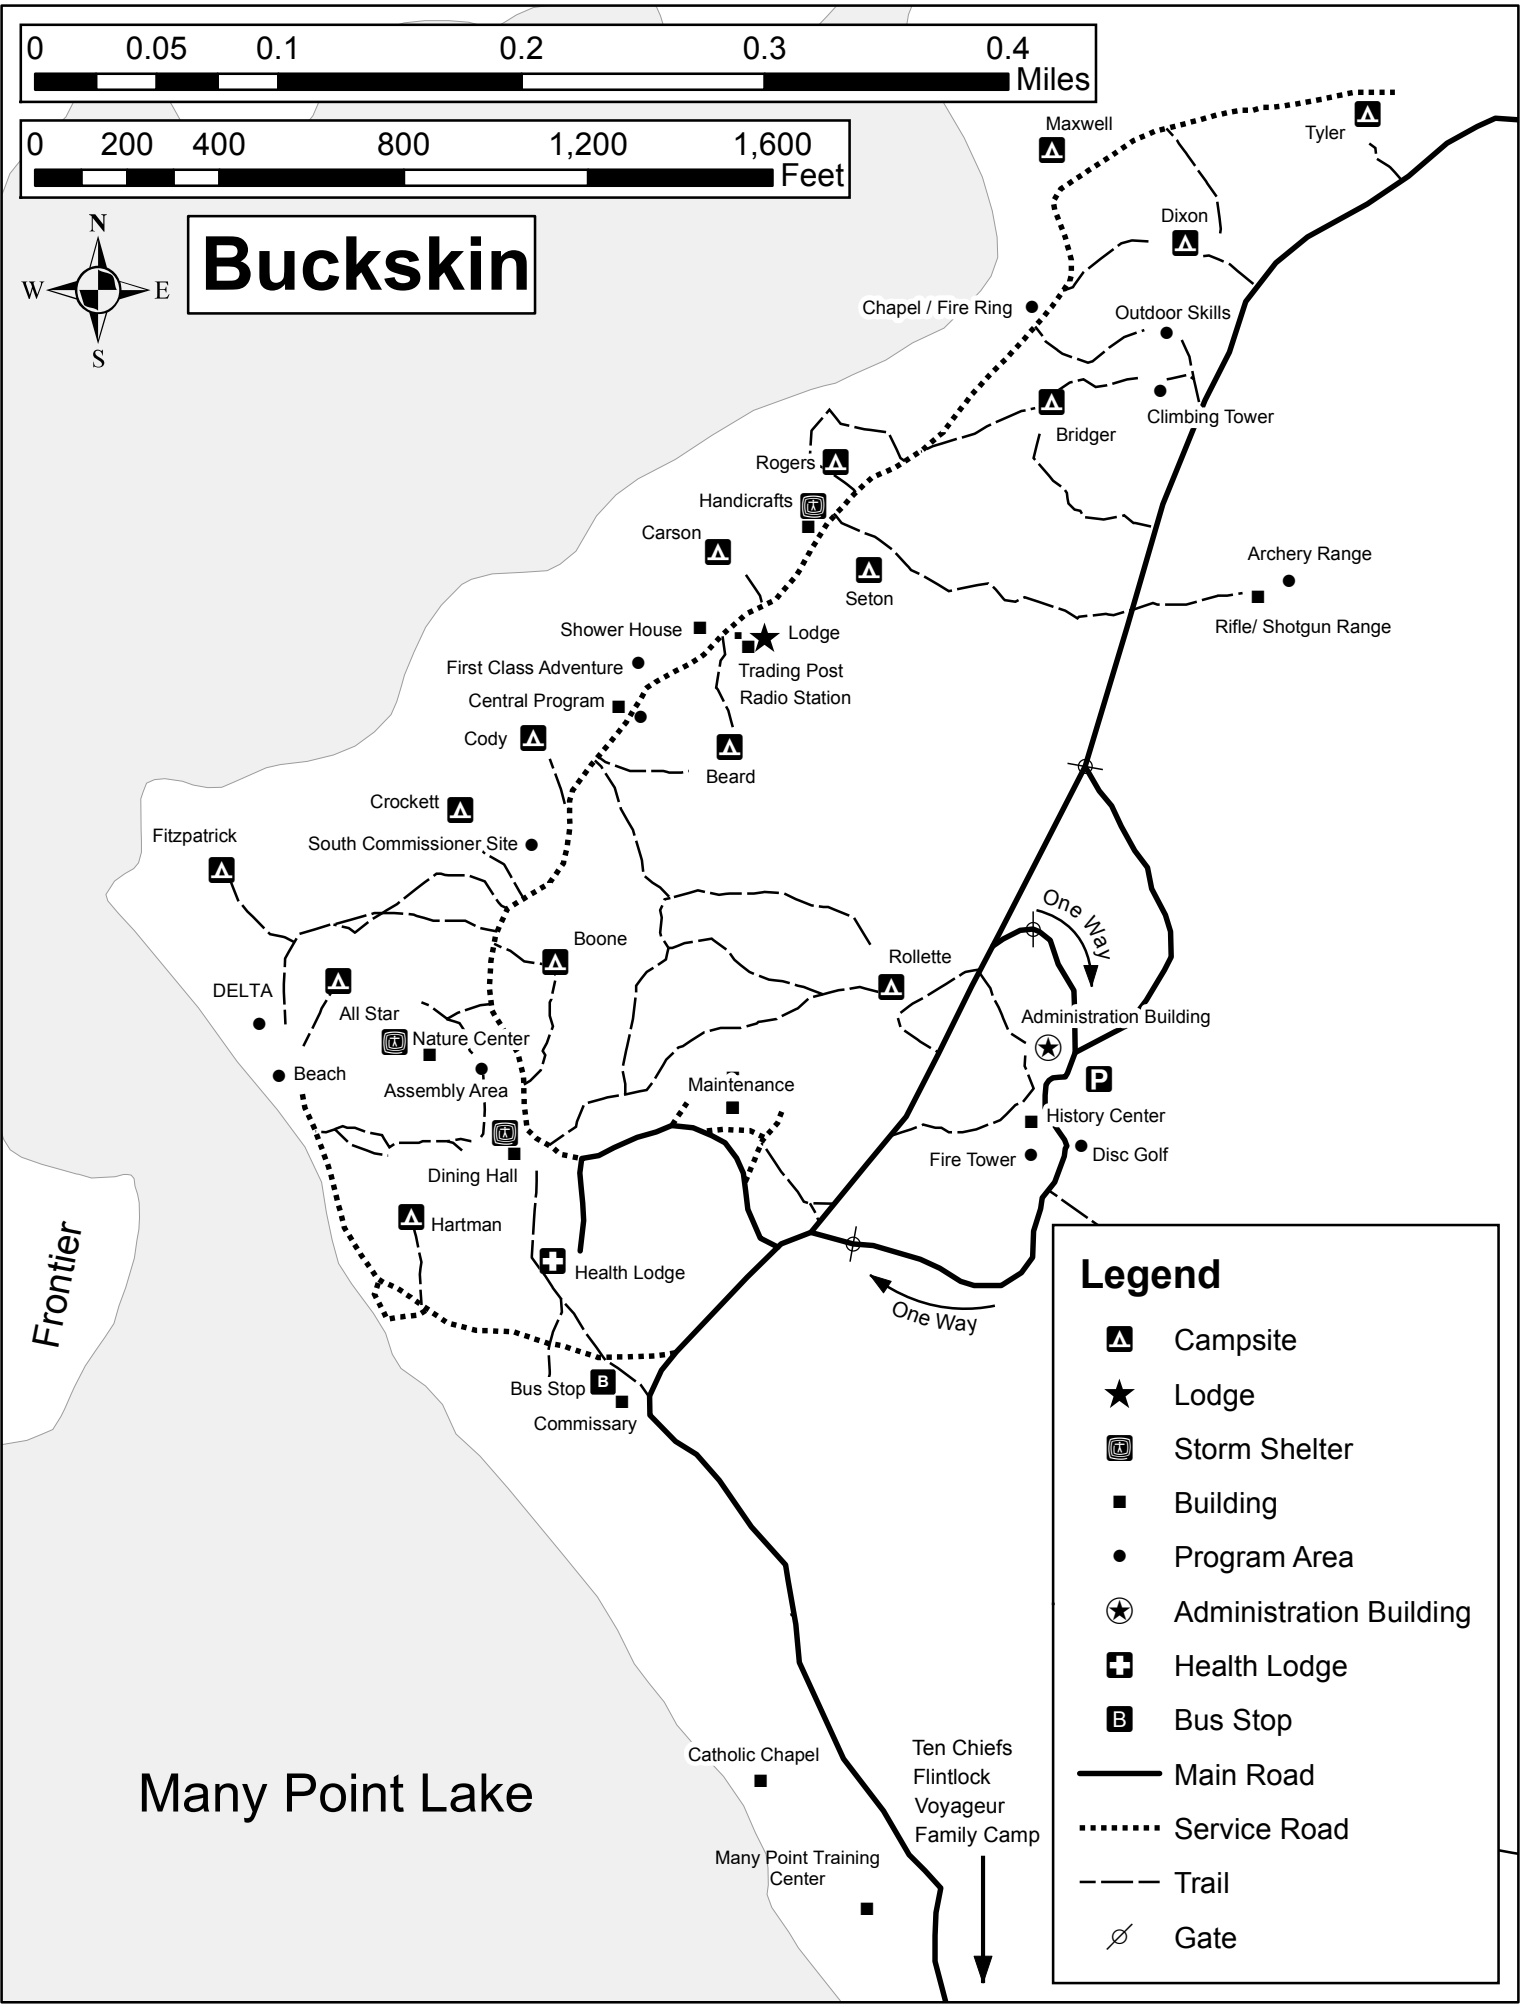 0 0.05 0.1 0.2 0.3 0.4
Miles
0 200 400 800 1,200 1,600
Feet
N
W E
S
Buckskin
Maxwell
Tyler
Dixon
Chapel / Fire Ring
Outdoor Skills
Climbing Tower
Bridger
Rogers
Handicrafts
Carson
Seton
Archery Range
Rifle/ Shotgun Range
Shower House
Lodge
First Class Adventure
Trading Post
Radio Station
Central Program
Cody
Beard
Crockett
South Commissioner Site
Fitzpatrick
One Way
Boone
Rollette
DELTA
All Star
Administration Building
Nature Center
Beach
Assembly Area
Maintenance
P
History Center
Disc Golf
Fire Tower
Dining Hall
Hartman
Health Lodge
Frontier
One Way
Bus Stop
B
Commissary
Legend
Campsite
Lodge
Storm Shelter
Building
Program Area
Administration Building
Health Lodge
B
Bus Stop
Main Road
Service Road
Trail
Gate
Many Point Lake
Catholic Chapel
Ten Chiefs
Flintlock
Voyageur
Family Camp
Many Point Training
Center